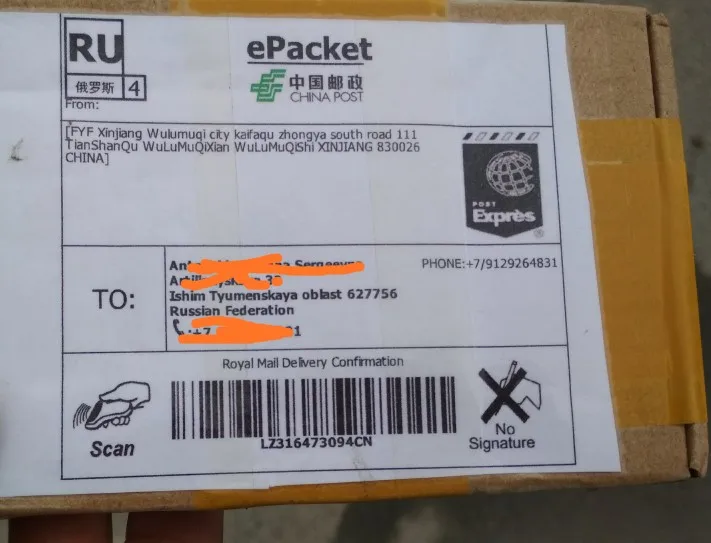 RU
俄罗斯 4
ePacket
中国邮政
CHINA POST
From:
[FYF Xinjiang Wulumuqi city kaifaqu zhongya south road 111
TianShanQu WuLuMuQiXian WuLuMuQiShi XINJIANG 830026
CHINA]
POST
Exprès
®
TO:
Sergeevna
Ishim Tyumenskaya oblast 627756
Russian Federation
PHONE:+7/9129264831
Royal Mail Delivery Confirmation
Scan
LZ316473094CN
No
Signature